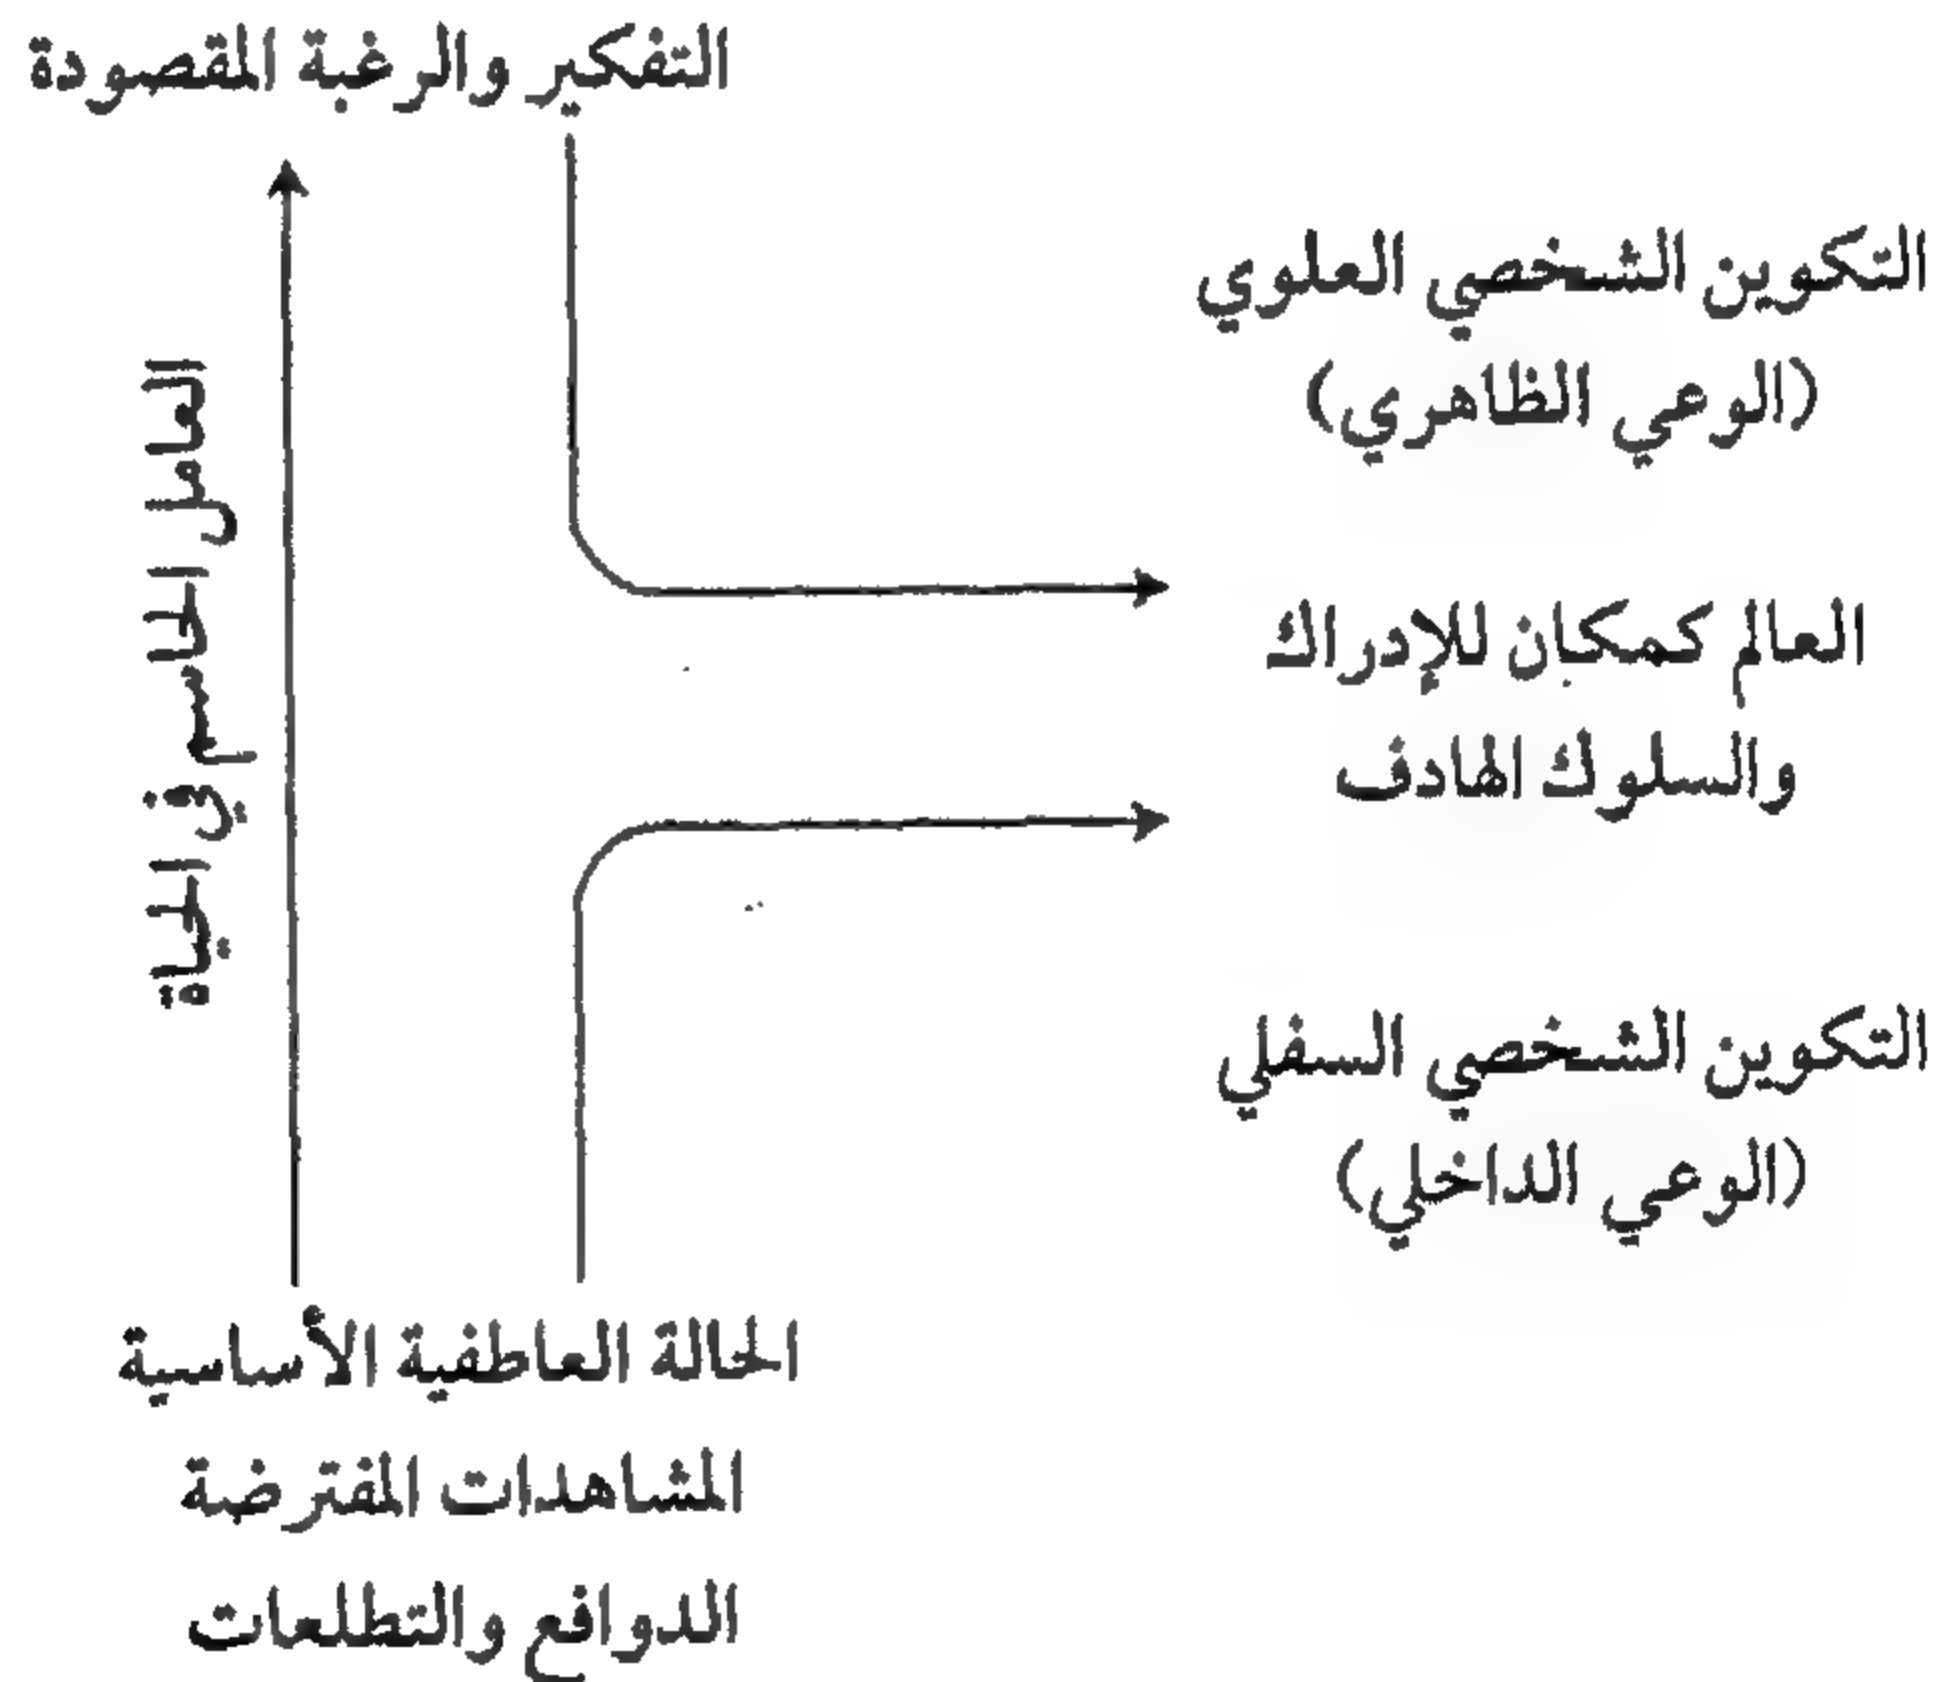 التفكير والرغبة المقصودة
التكوين الشخصي العلوي
(الوعي الظاهري)
العامل الحاسم في الحياة
العالم كمكان للإدراك
والسلوك الهادف
التكوين الشخصي السفلي
(الوعي الداخلي)
الحالة العاطفية الأساسية
المشاهدات المفترضة
الدوافع والتطلعات